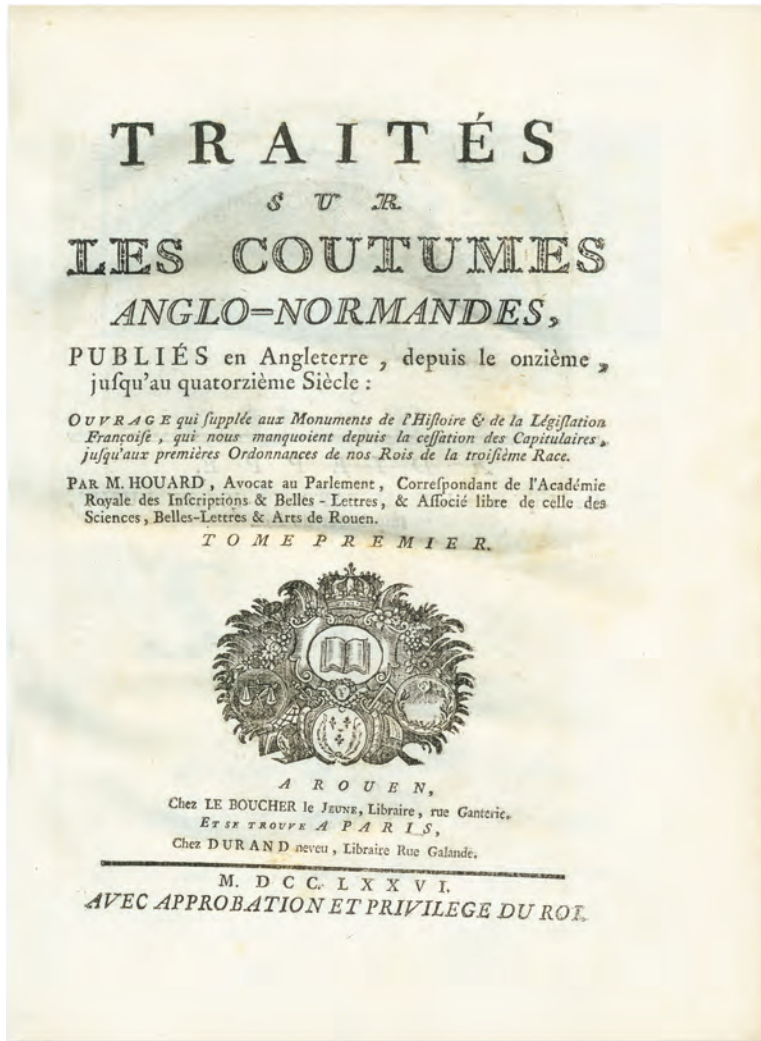 TRAITÉS
SUR
LES COUTUMES
ANGLO=NORMANDES,
PUBLIÉS en Angleterre, depuis le onzième,
juſqu'au quatorzième Siècle :
OUVRAGE qui ſupplée aux Monuments de l'Hiſtoire & de la Légiſlation
Françoiſe, qui nous manquoient depuis la ceſſation des Capitulaires,
juſqu'aux premières Ordonnances de nos Rois de la troiſième Race.
PAR M. HOUARD, Avocat au Parlement, Correſpondant de l'Académie
Royale des Inſcriptions & Belles-Lettres, & Aſſocié libre de celle des
Sciences, Belles-Lettres & Arts de Rouen.
TOME PREMIER.
A ROUEN,
Chez LE BOUCHER le JEUNE, Libraire, rue Ganterie.
ET SE TROUVE A PARIS,
Chez DURAND neveu, Libraire Rue Galande.
M. DCC. LXXVI.
AVEC APPROBATION ET PRIVILEGE DU ROI.